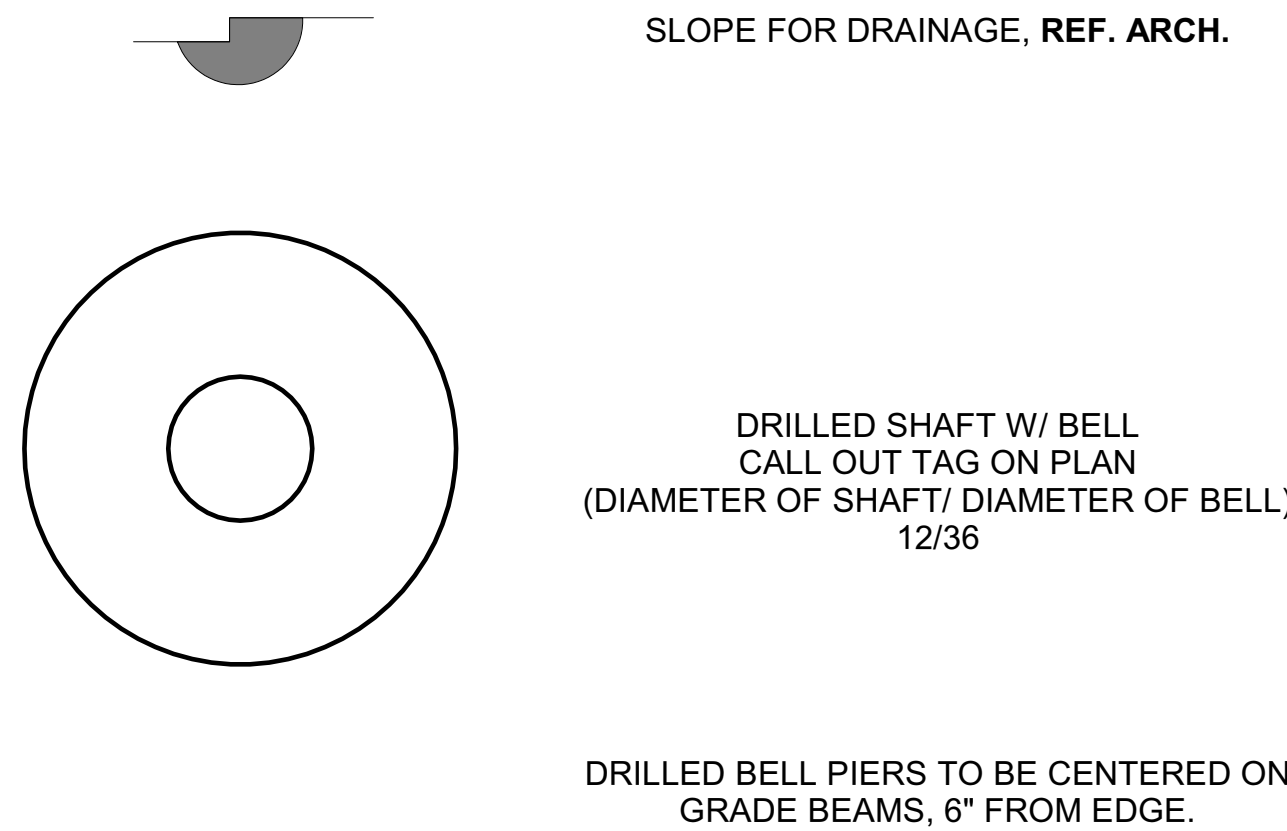 SLOPE FOR DRAINAGE, REF. ARCH.
DRILLED SHAFT W/ BELL
CALL OUT TAG ON PLAN
(DIAMETER OF SHAFT/ DIAMETER OF BELL)
12/36
DRILLED BELL PIERS TO BE CENTERED ON
GRADE BEAMS, 6" FROM EDGE.